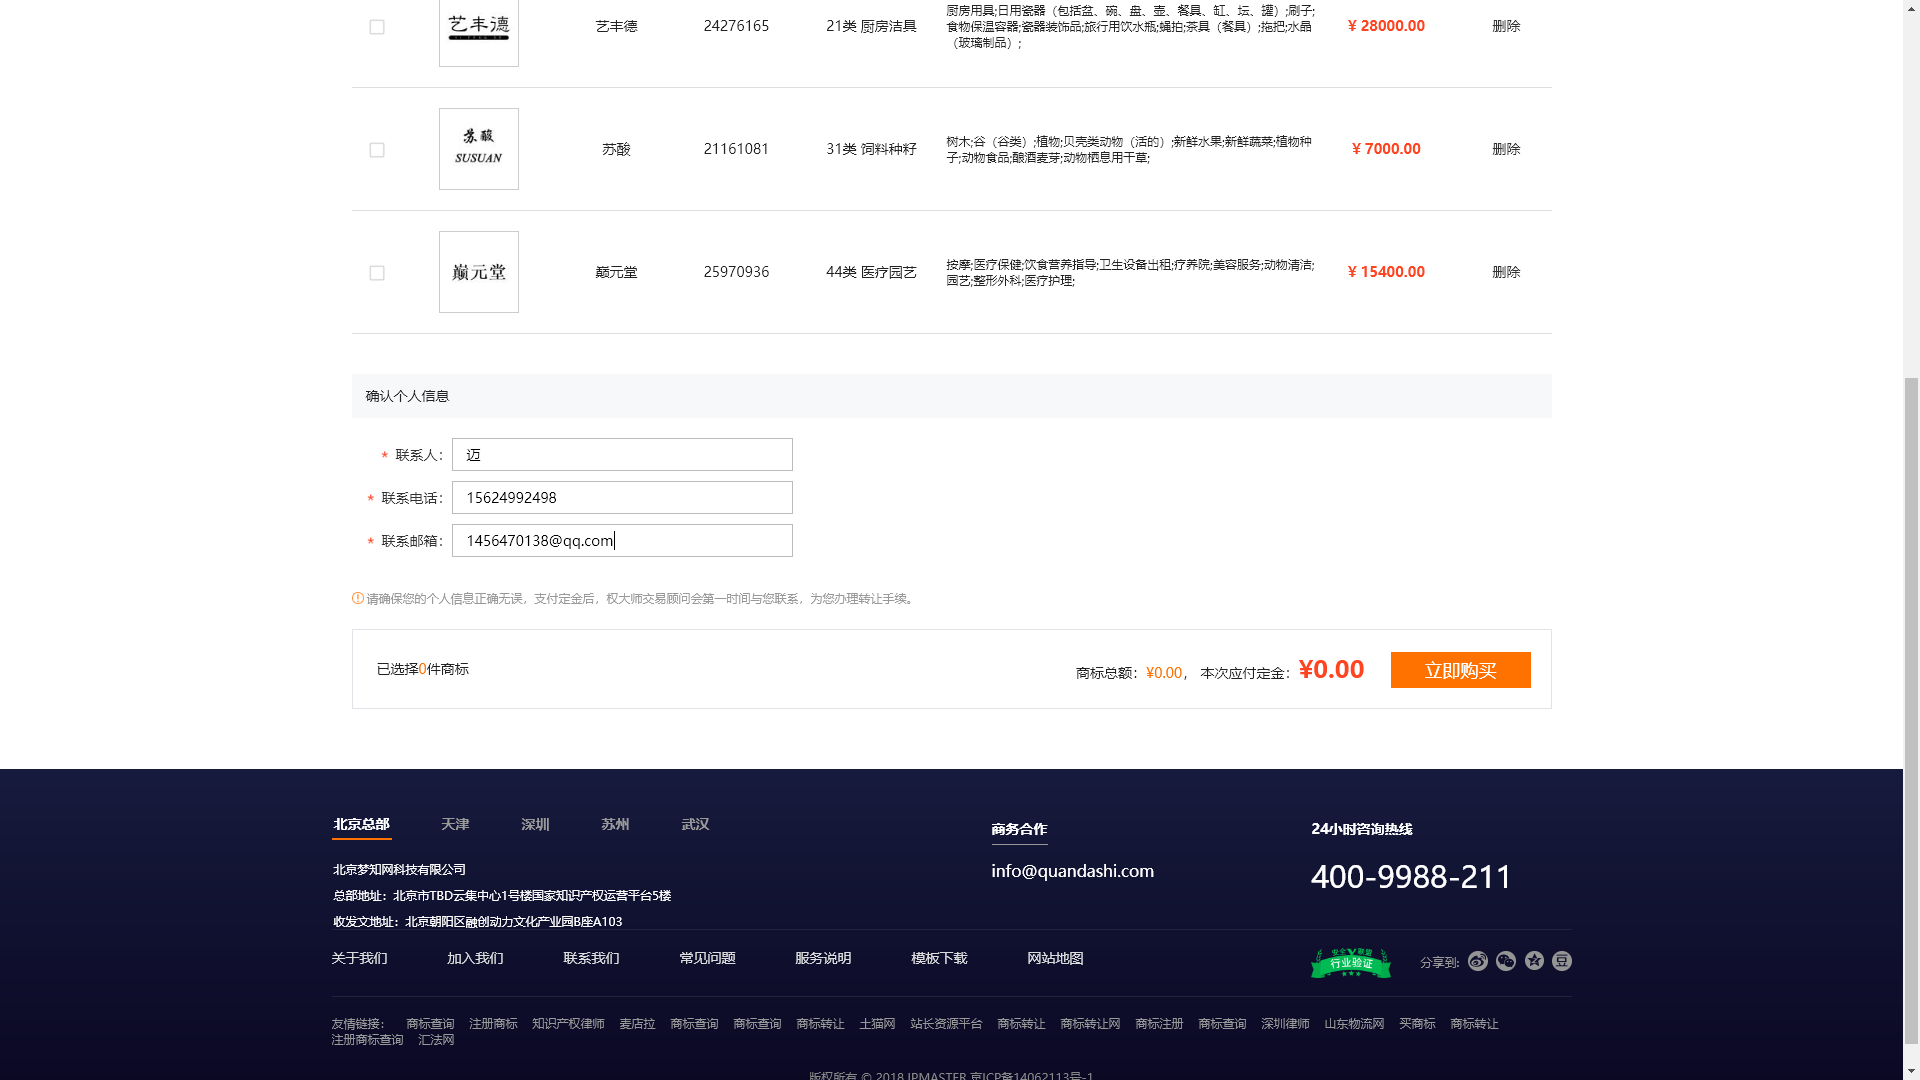 艺丰德 艺丰德 24276165 21类 厨房洁具 厨房用具;日用瓷器（包括盆、碗、盘、壶、餐具、缸、坛、罐）;刷子;
食物保温容器;瓷器装饰品;旅行用饮水瓶;蝇拍;茶具（餐具）;拖把;水晶
（玻璃制品）; ¥ 28000.00 删除
苏酸
SUSUAN
苏酸 21161081 31类 饲料种籽 树木;谷（谷类）;植物;贝壳类动物（活的）;新鲜水果;新鲜蔬菜;植物种
子;动物食品;酿酒麦芽;动物栖息用干草; ¥ 7000.00 删除
巅元堂 巅元堂 25970936 44类 医疗园艺 按摩;医疗保健;饮食营养指导;卫生设备出租;疗养院;美容服务;动物清洁;
园艺;整形外科;医疗护理; ¥ 15400.00 删除
确认个人信息
* 联系人: 迈
* 联系电话: 15624992498
* 联系邮箱: 1456470138@qq.com
请确保您的个人信息正确无误，支付定金后，权大师交易顾问会第一时间与您联系，为您办理转让手续。
已选择0件商标 商标总额：¥0.00， 本次应付定金：¥0.00 立即购买
北京总部 天津 深圳 苏州 武汉
商务合作 24小时咨询热线
北京梦知网科技有限公司 info@quandashi.com 400-9988-211
总部地址：北京市TBD云集中心1号楼国家知识产权运营平台5楼
收发文地址：北京朝阳区融创动力文化产业园B座A103
关于我们 加入我们 联系我们 常见问题 服务说明 模板下载 网站地图 安全联盟 行业验证 分享到:
友情链接： 商标查询 注册商标 知识产权律师 麦店拉 商标查询 商标查询 商标转让 土猫网 站长资源平台 商标转让 商标转让网 商标注册 商标查询 深圳律师 山东物流网 买商标 商标转让
注册商标查询 汇法网
版权所有 © 2018 IPMASTER 京ICP备14062113号-1